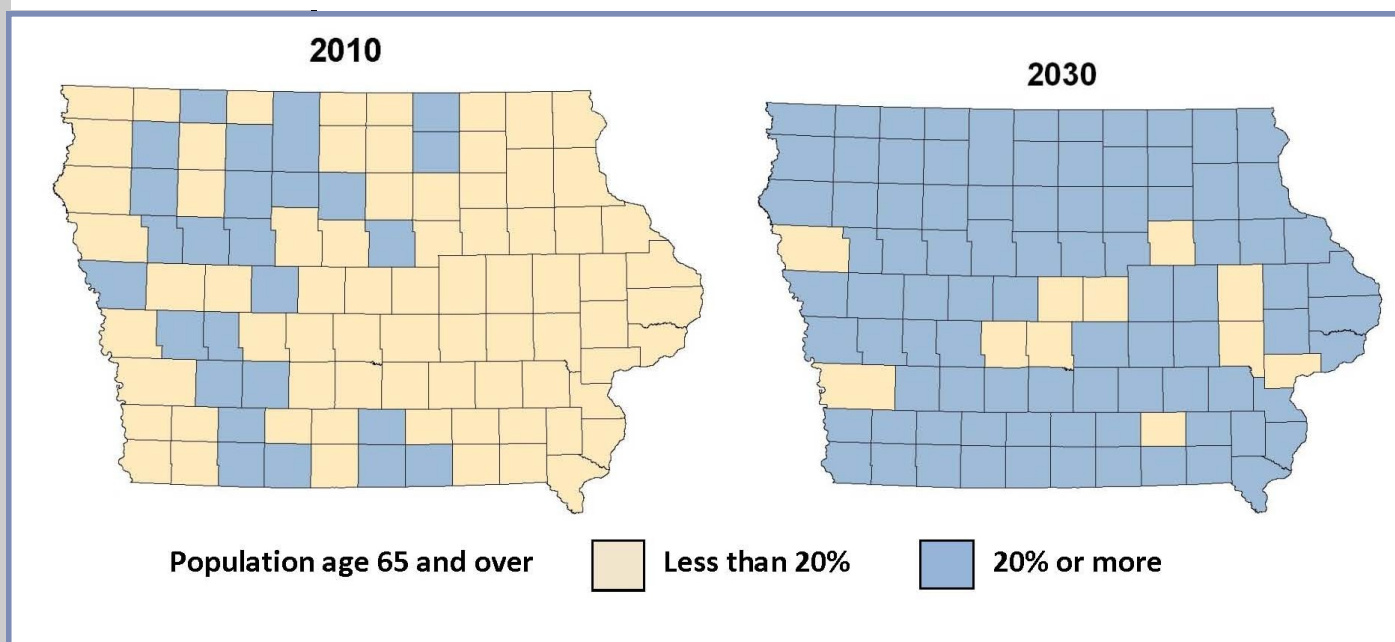 2010
2030
Population age 65 and over
Less than 20%
20% or more